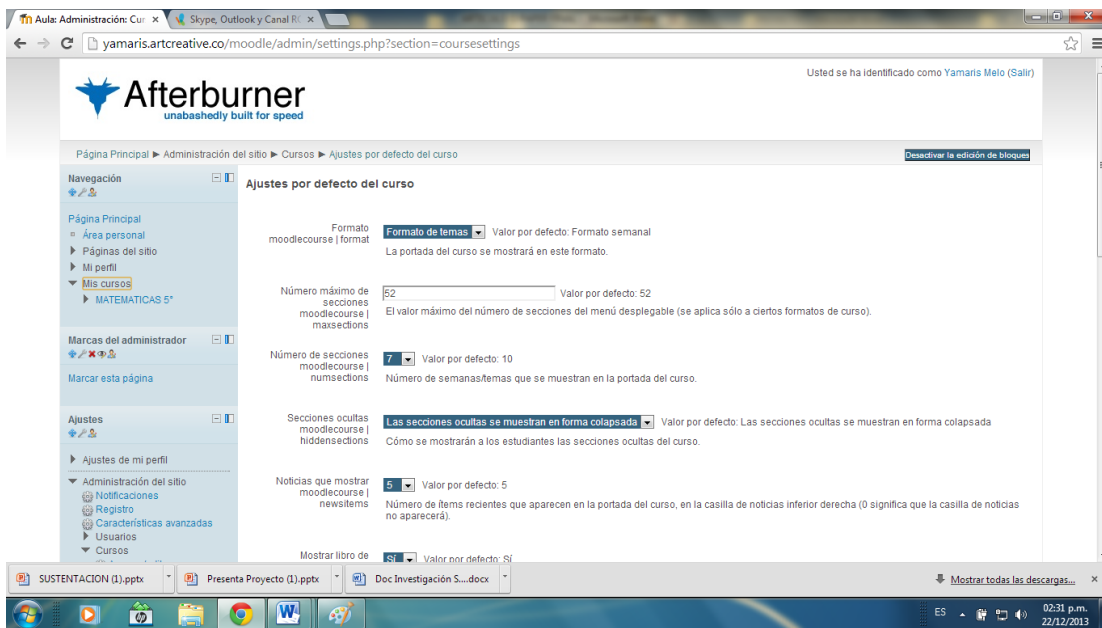 Aula: Administración: Cur
Skype, Outlook y Canal RC
yamaris.artcreative.co/moodle/admin/settings.php?section=coursesettings
Usted se ha identificado como Yamaris Melo (Salir)
Afterburner
unabashedly built for speed
Página Principal ► Administración del sitio ► Cursos ► Ajustes por defecto del curso
Desactivar la edición de bloques
Navegación
Página Principal
Área personal
Páginas del sitio
Mi perfil
Mis cursos
MATEMATICAS 5°
Marcas del administrador
Marcar esta página
Ajustes
Ajustes de mi perfil
Administración del sitio
Notificaciones
Registro
Características avanzadas
Usuarios
Cursos
Ajustes por defecto del curso
Formato
moodlecourse | format
Formato de temas Valor por defecto: Formato semanal
La portada del curso se mostrará en este formato.
Número máximo de
secciones
moodlecourse |
maxsections
52 Valor por defecto: 52
El valor máximo del número de secciones del menú desplegable (se aplica sólo a ciertos formatos de curso).
Número de secciones
moodlecourse |
numsections
7 Valor por defecto: 10
Número de semanas/temas que se muestran en la portada del curso.
Secciones ocultas
moodlecourse |
hiddensections
Las secciones ocultas se muestran en forma colapsada Valor por defecto: Las secciones ocultas se muestran en forma colapsada
Cómo se mostrarán a los estudiantes las secciones ocultas del curso.
Noticias que mostrar
moodlecourse |
newsitems
5 Valor por defecto: 5
Número de ítems recientes que aparecen en la portada del curso, en la casilla de noticias inferior derecha (0 significa que la casilla de noticias
no aparecerá).
Mostrar libro de
Sí Valor por defecto: Sí
SUSTENTACION (1).pptx
Presenta Proyecto (1).pptx
Doc Investigación S....docx
Mostrar todas las descargas...
ES
02:31 p.m.
22/12/2013